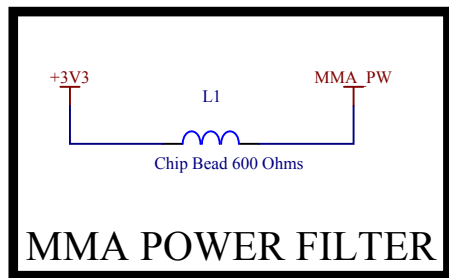 +3V3
MMA_PW
L1
Chip Bead 600 Ohms
MMA POWER FILTER